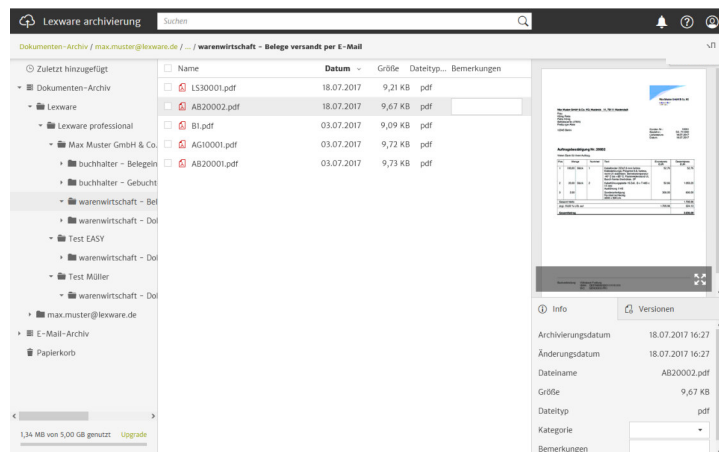 Lexware archivierung
Suchen
Dokumenten-Archiv / max.muster@lexware.de / ... / warenwirtschaft - Belege versandt per E-Mail
Zuletzt hinzugefügt
Dokumenten-Archiv
Lexware
Lexware professional
Max Muster GmbH & Co.
buchhalter - Belegein
buchhalter - Gebucht
warenwirtschaft - Bel
warenwirtschaft - Dol
Test EASY
warenwirtschaft - Dol
Test Müller
warenwirtschaft - Dol
max.muster@lexware.de
E-Mail-Archiv
Papierkorb
1,34 MB von 5,00 GB genutzt Upgrade
Name Datum Größe Dateityp... Bemerkungen
LS30001.pdf 18.07.2017 9,21 KB pdf
AB20002.pdf 18.07.2017 9,67 KB pdf
B1.pdf 03.07.2017 9,09 KB pdf
AG10001.pdf 03.07.2017 9,72 KB pdf
AB20001.pdf 03.07.2017 9,73 KB pdf
Auftragsbestätigung Nr. 20002
Info Versionen
Archivierungsdatum 18.07.2017 16:27
Änderungsdatum 18.07.2017 16:27
Dateiname AB20002.pdf
Größe 9,67 KB
Dateityp pdf
Kategorie
Bemerkungen